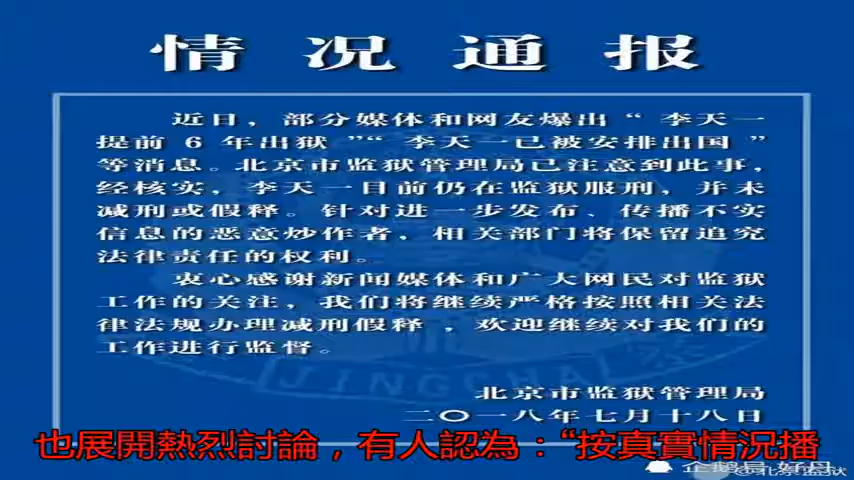 情况通报
近日，部分媒体和网友爆出“李天一
提前6年出狱”“李天一已被安排出国”
等消息。北京市监狱管理局已注意到此事，
经核实，李天一目前仍在监狱服刑，并未
减刑或假释。针对进一步发布、传播不实
信息的恶意炒作者，相关部门将保留追究
法律责任的权利。
衷心感谢新闻媒体和广大网民对监狱
工作的关注，我们将继续严格按照相关法
律法规办理减刑假释，欢迎继续对我们的
工作进行监督。
JINGCHA 察
北京市监狱管理局
二〇一八年七月十八日
也展開熱烈討論，有人認為：“按真實情況播
企鹅号
@北京监狱